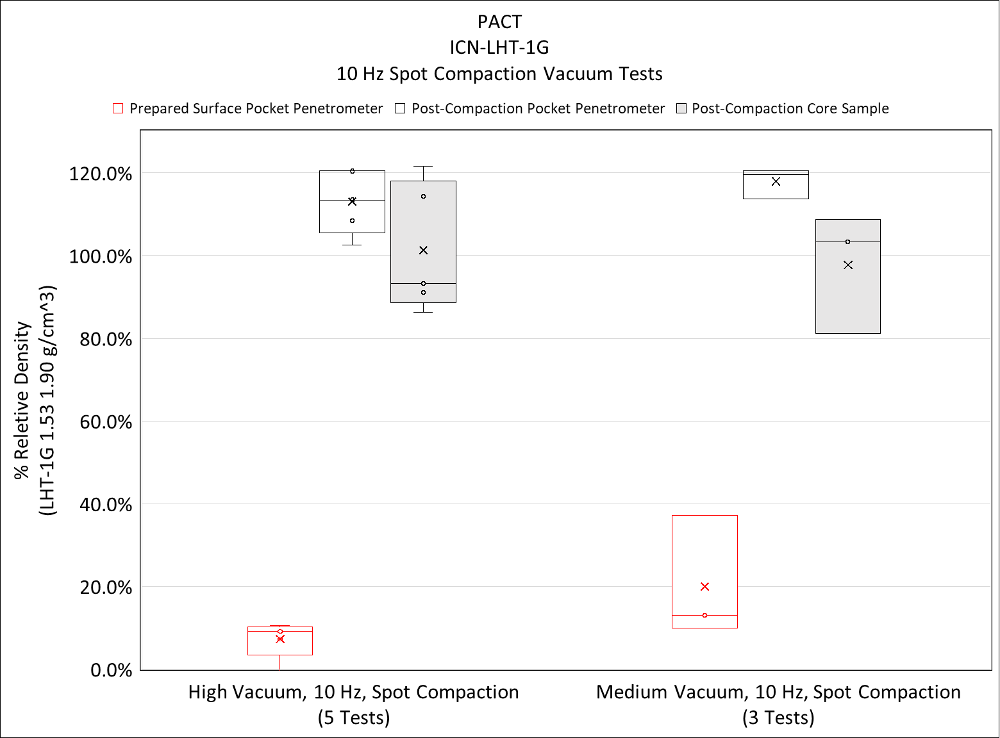 PACT
ICN-LHT-1G
10 Hz Spot Compaction Vacuum Tests
Prepared Surface Pocket Penetrometer Post-Compaction Pocket Penetrometer Post-Compaction Core Sample
% Reletive Density
(LHT-1G 1.53 1.90 g/cm^3)
120.0%
100.0%
80.0%
60.0%
40.0%
20.0%
0.0%
High Vacuum, 10 Hz, Spot Compaction
(5 Tests)
Medium Vacuum, 10 Hz, Spot Compaction
(3 Tests)